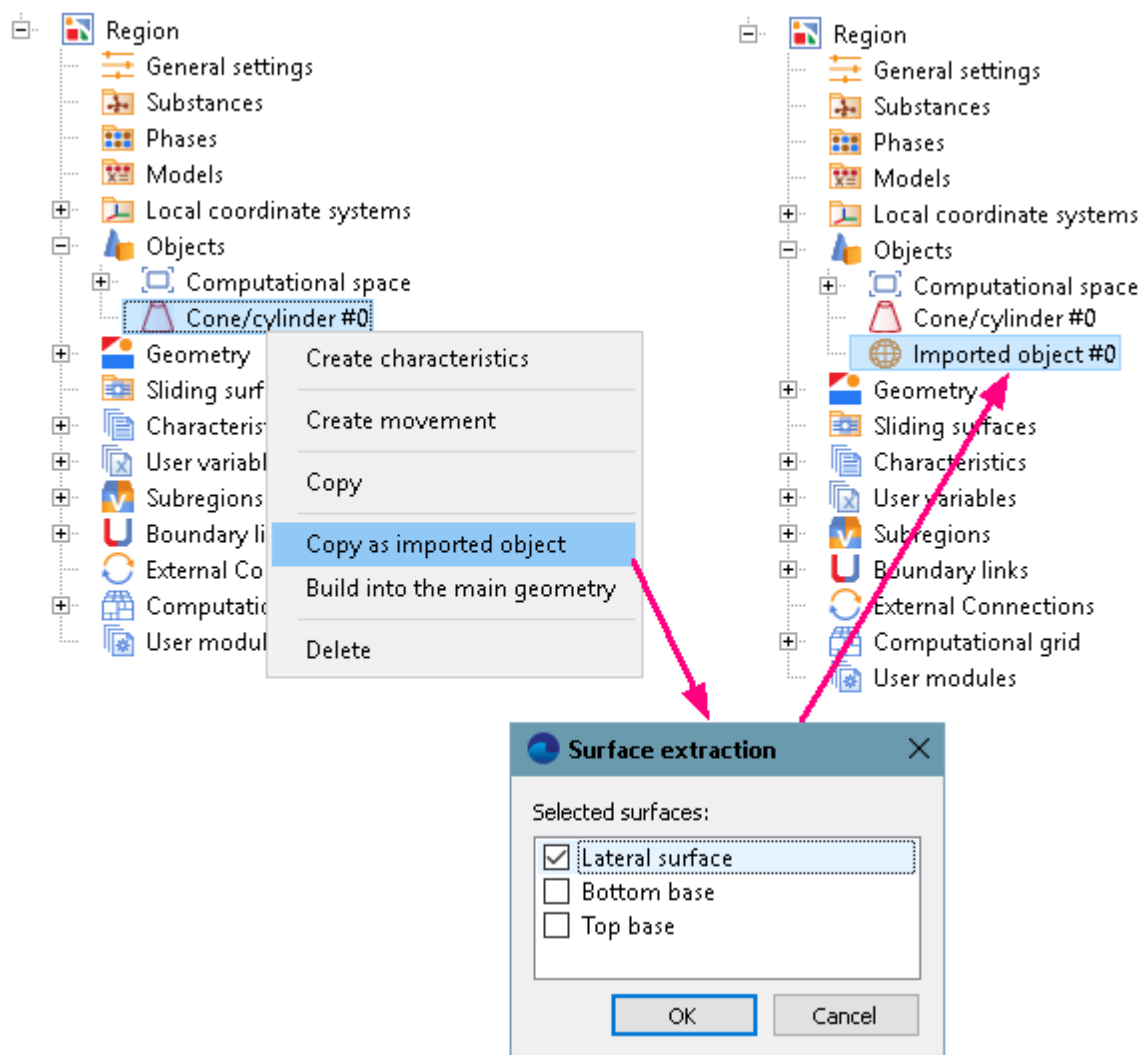 Region
General settings
Substances
Phases
Models
Local coordinate systems
Objects
Computational space
Cone/cylinder #0
Geometry
Sliding surf
Characteris
User variabl
Subregions
Boundary li
External Co
Computatio
User modul
Create characteristics
Create movement
Copy
Copy as imported object
Build into the main geometry
Delete
Region
General settings
Substances
Phases
Models
Local coordinate systems
Objects
Computational space
Cone/cylinder #0
Imported object #0
Geometry
Sliding surfaces
Characteristics
User variables
Subregions
Boundary links
External Connections
Computational grid
User modules
Surface extraction
Selected surfaces:
Lateral surface
Bottom base
Top base
OK Cancel